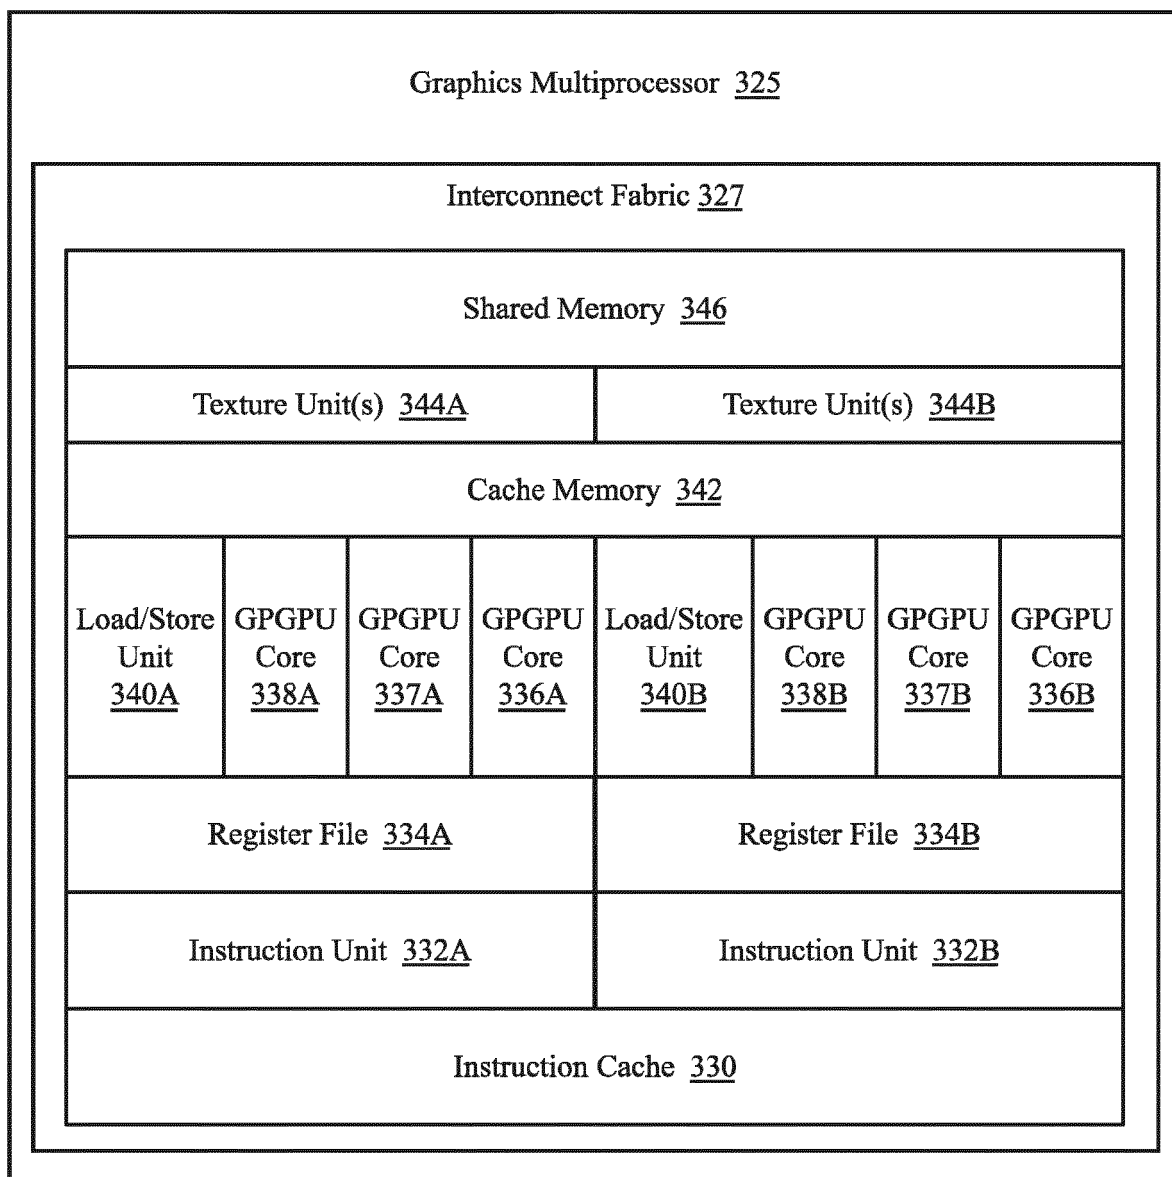 Graphics Multiprocessor 325
Interconnect Fabric 327
Shared Memory 346
Texture Unit(s) 344A
Texture Unit(s) 344B
Cache Memory 342
Load/Store
Unit
340A
GPGPU
Core
338A
GPGPU
Core
337A
GPGPU
Core
336A
Load/Store
Unit
340B
GPGPU
Core
338B
GPGPU
Core
337B
GPGPU
Core
336B
Register File 334A
Register File 334B
Instruction Unit 332A
Instruction Unit 332B
Instruction Cache 330